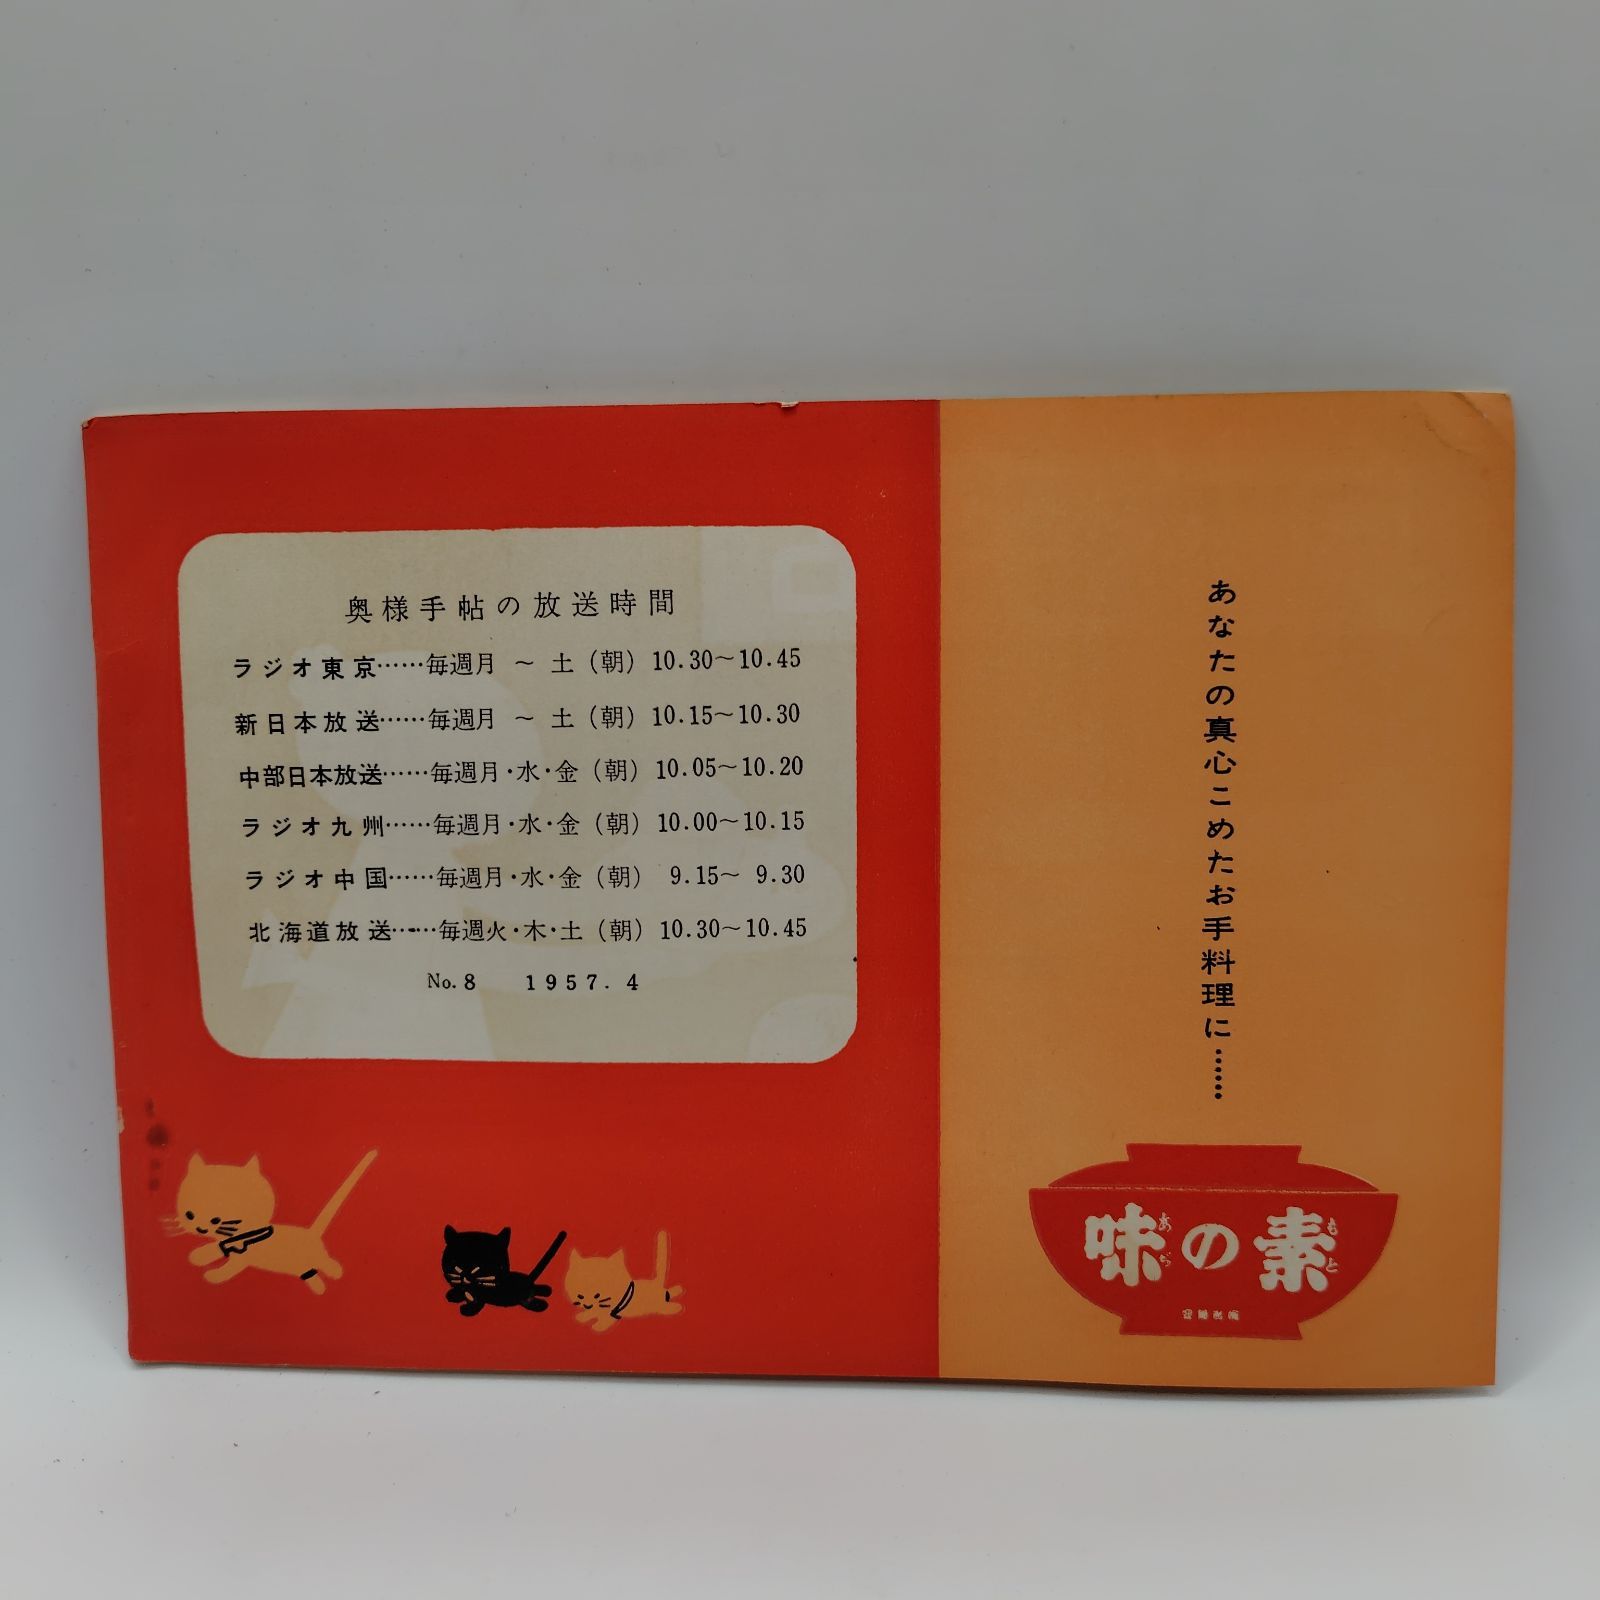 奥様手帖の放送時間
ラジオ東京……毎週月 ～ 土（朝）10.30～10.45
新日本放送……毎週月 ～ 土（朝）10.15～10.30
中部日本放送……毎週月・水・金（朝）10.05～10.20
ラジオ九州……毎週月・水・金（朝）10.00～10.15
ラジオ中国……毎週月・水・金（朝） 9.15～ 9.30
北海道放送……毎週火・木・土（朝）10.30～10.45
No.8 1957.4
あなたの真心こめたお手料理に……
味の素
あぢ
もと